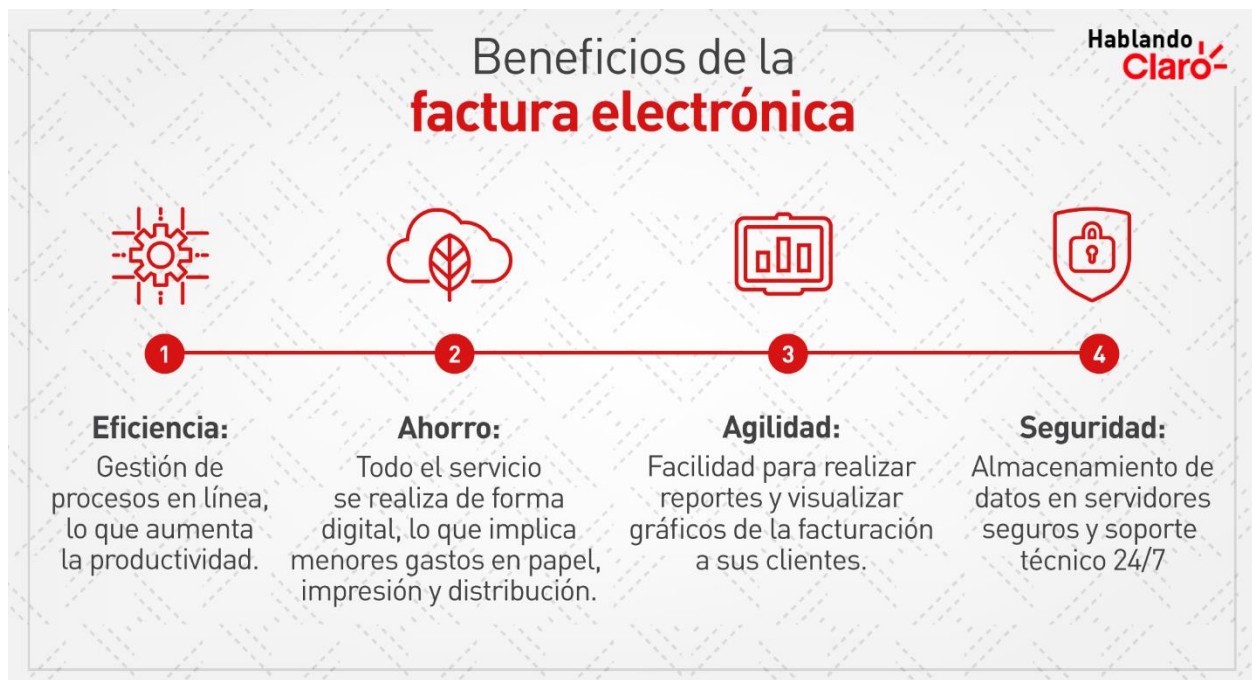 Beneficios de la
factura electrónica
Hablando
Claro
1
Eficiencia:
Gestión de
procesos en línea,
lo que aumenta
la productividad.
2
Ahorro:
Todo el servicio
se realiza de forma
digital, lo que implica
menores gastos en papel,
impresión y distribución.
3
Agilidad:
Facilidad para realizar
reportes y visualizar
gráficos de la facturación
a sus clientes.
4
Seguridad:
Almacenamiento de
datos en servidores
seguros y soporte
técnico 24/7